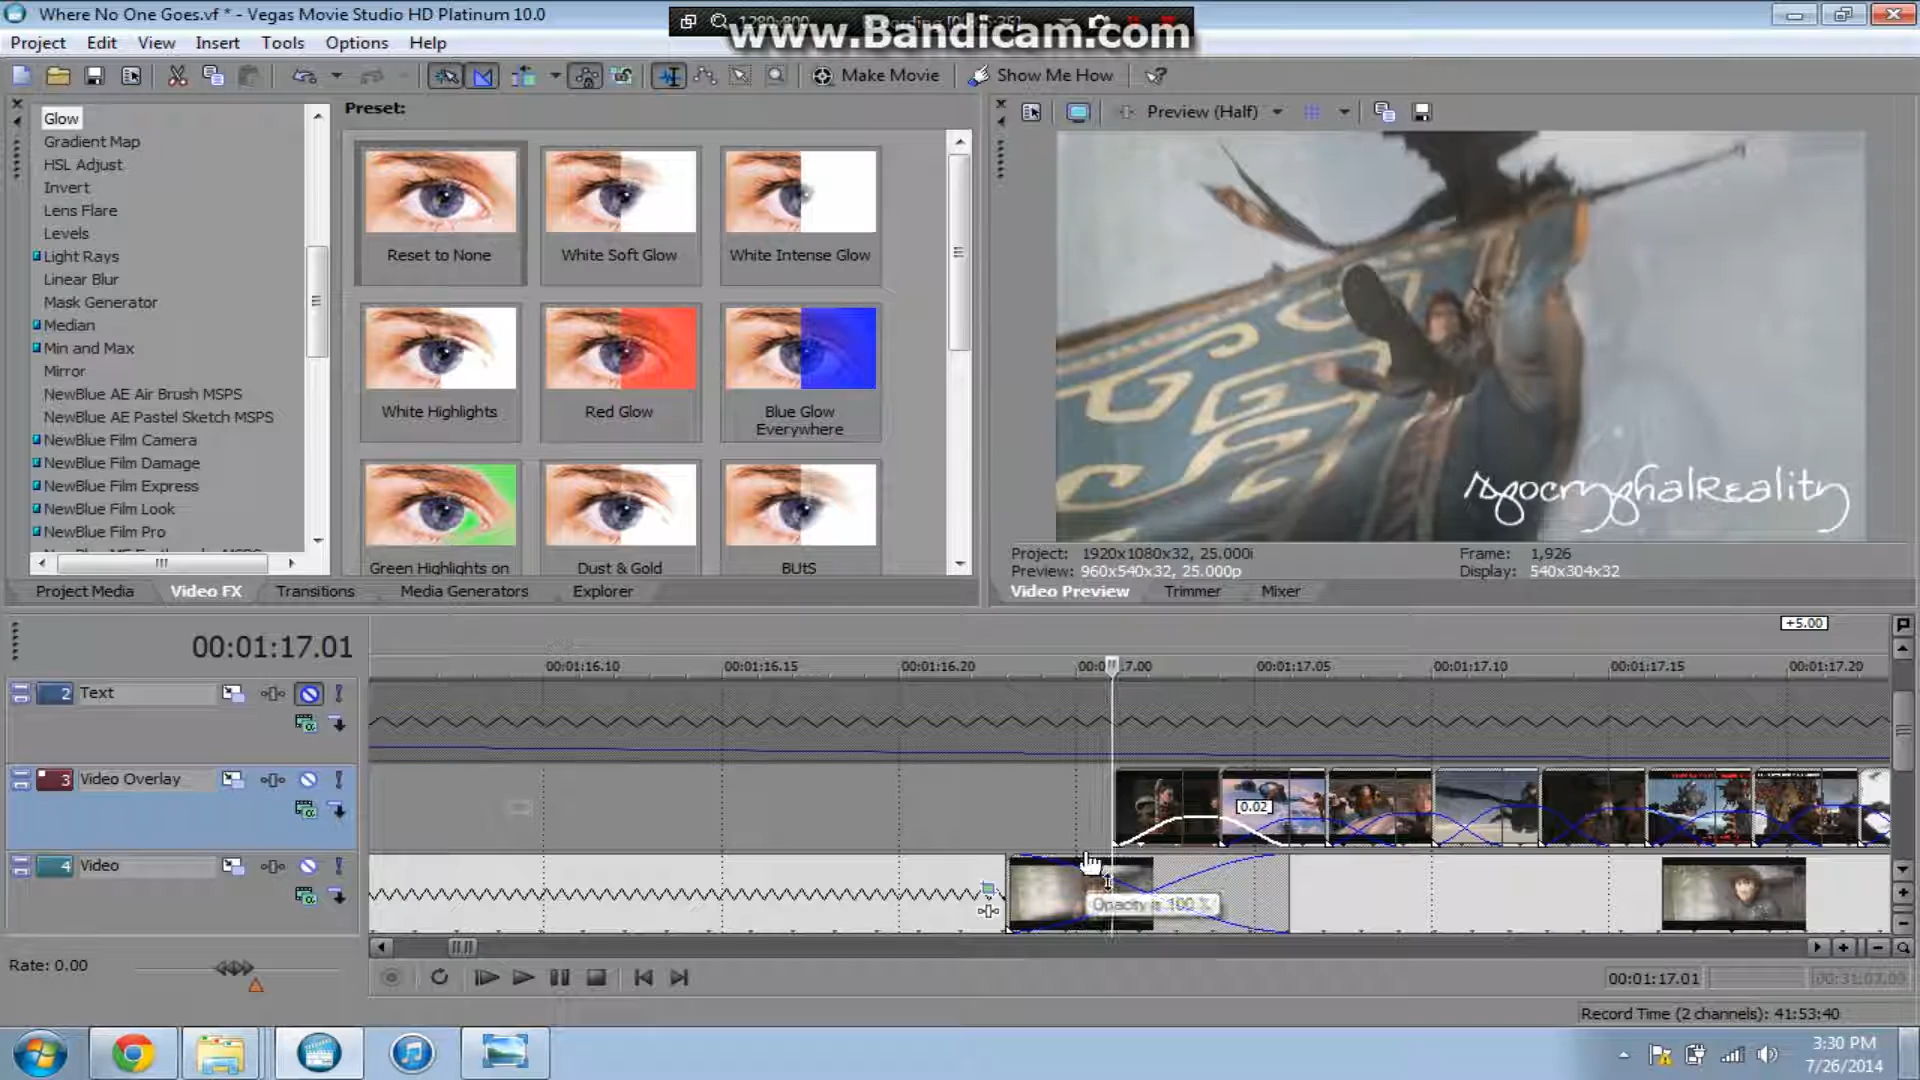 Where No One Goes.vf * - Vegas Movie Studio HD Platinum 10.0
www.Bandicam.com
Project Edit View Insert Tools Options Help
Make Movie Show Me How
Glow
Gradient Map
HSL Adjust
Invert
Lens Flare
Levels
Light Rays
Linear Blur
Mask Generator
Median
Min and Max
Mirror
NewBlue AE Air Brush MSPS
NewBlue AE Pastel Sketch MSPS
NewBlue Film Camera
NewBlue Film Damage
NewBlue Film Express
NewBlue Film Look
NewBlue Film Pro
Preset:
Reset to None White Soft Glow White Intense Glow
White Highlights Red Glow Blue Glow
Everywhere
Green Highlights on Dust & Gold BUtS
Project Media Video FX Transitions Media Generators Explorer
Preview (Half)
ApocryphalReality
Project: 1920x1080x32, 25.000i Frame: 1,926
Preview: 960x540x32, 25.000p Display: 540x304x32
Video Preview Trimmer Mixer
+5.00
00:01:17.01
00:01:16.10 00:01:16.15 00:01:16.20 00:01:17.05 00:01:17.10 00:01:17.15 00:01:17.20
2 Text
3 Video Overlay
0.02
4 Video
Opacity is 100 %
Rate: 0.00
00:01:17.01
Record Time (2 channels): 41:53:40
3:30 PM
7/26/2014